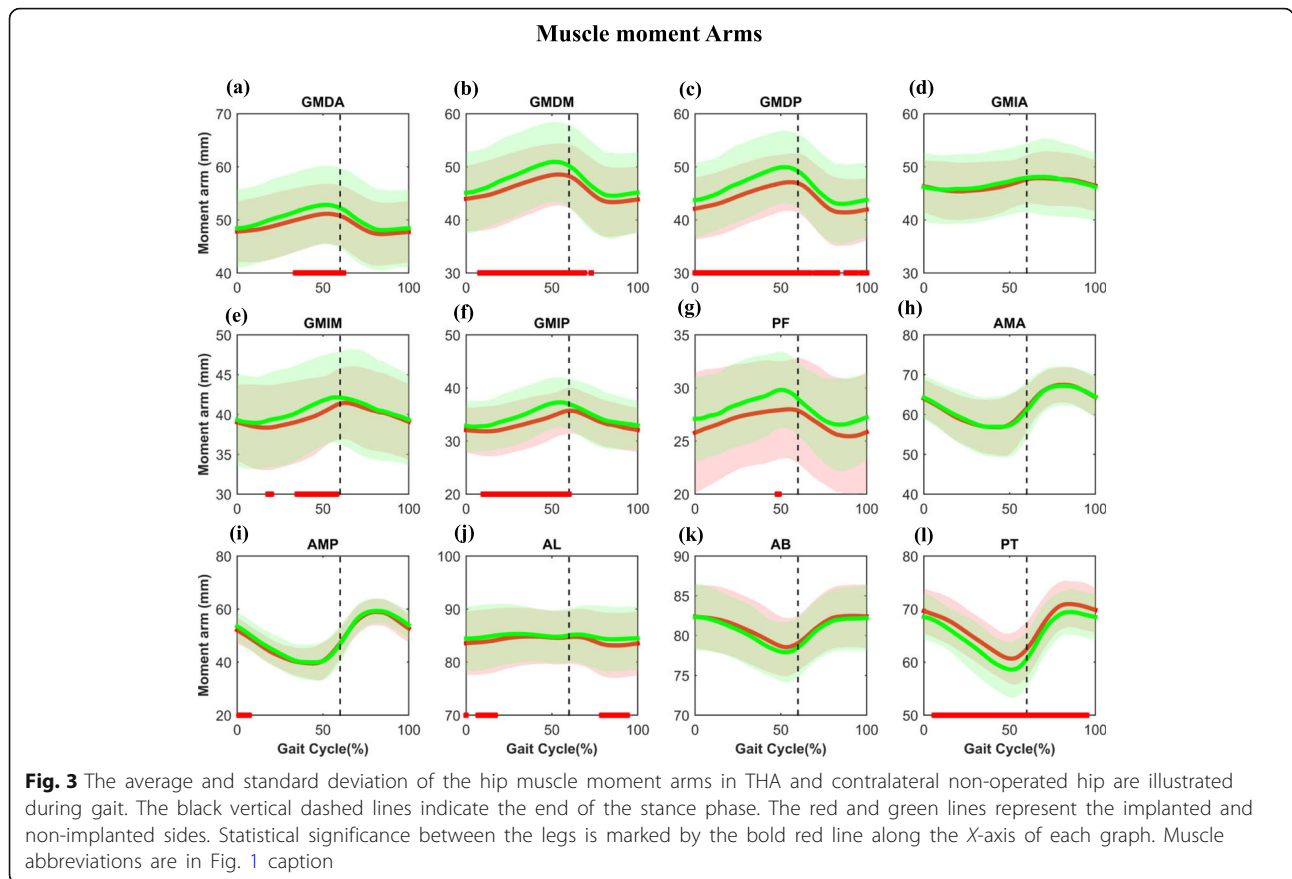 Muscle moment Arms
(a) (b) (c) (d)
GMDA GMDM GMDP GMIA
Moment arm (mm)
70 60 50 40
60 50 40 30
60 50 40 30
60 50 40 30
0 50 100 0 50 100 0 50 100 0 50 100
(e) (f) (g) (h)
GMIM GMIP PF AMA
Moment arm (mm)
50 45 40 35 30
50 40 30 20
35 30 25 20
80 70 60 50 40
0 50 100 0 50 100 0 50 100 0 50 100
(i) (j) (k) (l)
AMP AL AB PT
Moment arm (mm)
80 60 40 20
100 90 80 70
90 85 80 75 70
80 70 60 50
0 50 100 0 50 100 0 50 100 0 50 100
Gait Cycle(%) Gait Cycle(%) Gait Cycle(%) Gait Cycle(%)
Fig. 3 The average and standard deviation of the hip muscle moment arms in THA and contralateral non-operated hip are illustrated
during gait. The black vertical dashed lines indicate the end of the stance phase. The red and green lines represent the implanted and
non-implanted sides. Statistical significance between the legs is marked by the bold red line along the X-axis of each graph. Muscle
abbreviations are in Fig. 1 caption